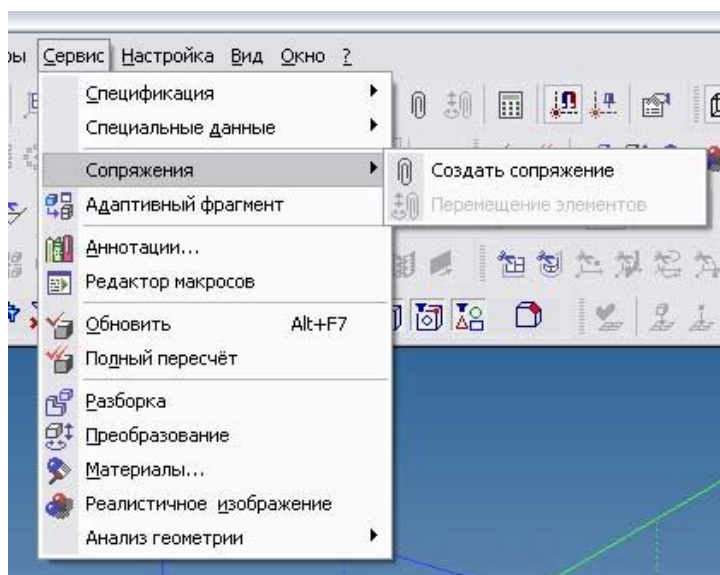 ры Сервис Настройка Вид Окно ?
Спецификация
Специальные данные
Сопряжения
Создать сопряжение
Адаптивный фрагмент
Перемещение элементов
Аннотации...
Редактор макросов
Обновить Alt+F7
Полный пересчёт
Разборка
Преобразование
Материалы...
Реалистичное изображение
Анализ геометрии